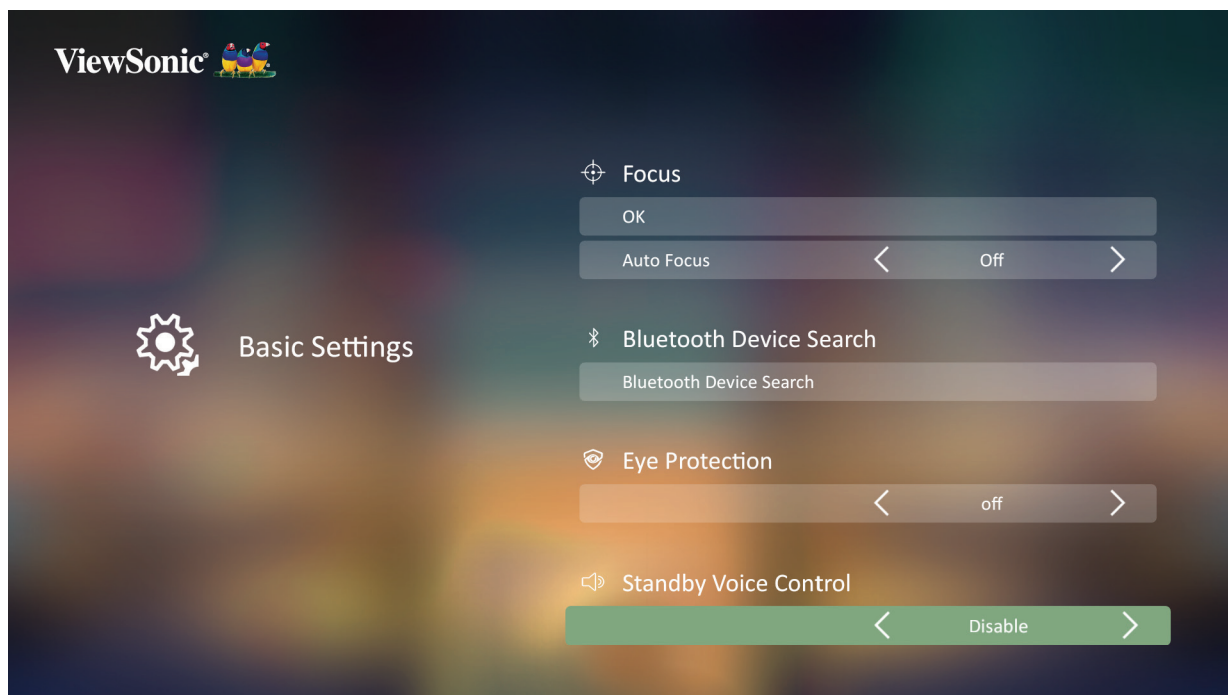 ViewSonic®
Focus
OK
Auto Focus Off
Basic Settings
Bluetooth Device Search
Bluetooth Device Search
Eye Protection
off
Standby Voice Control
Disable